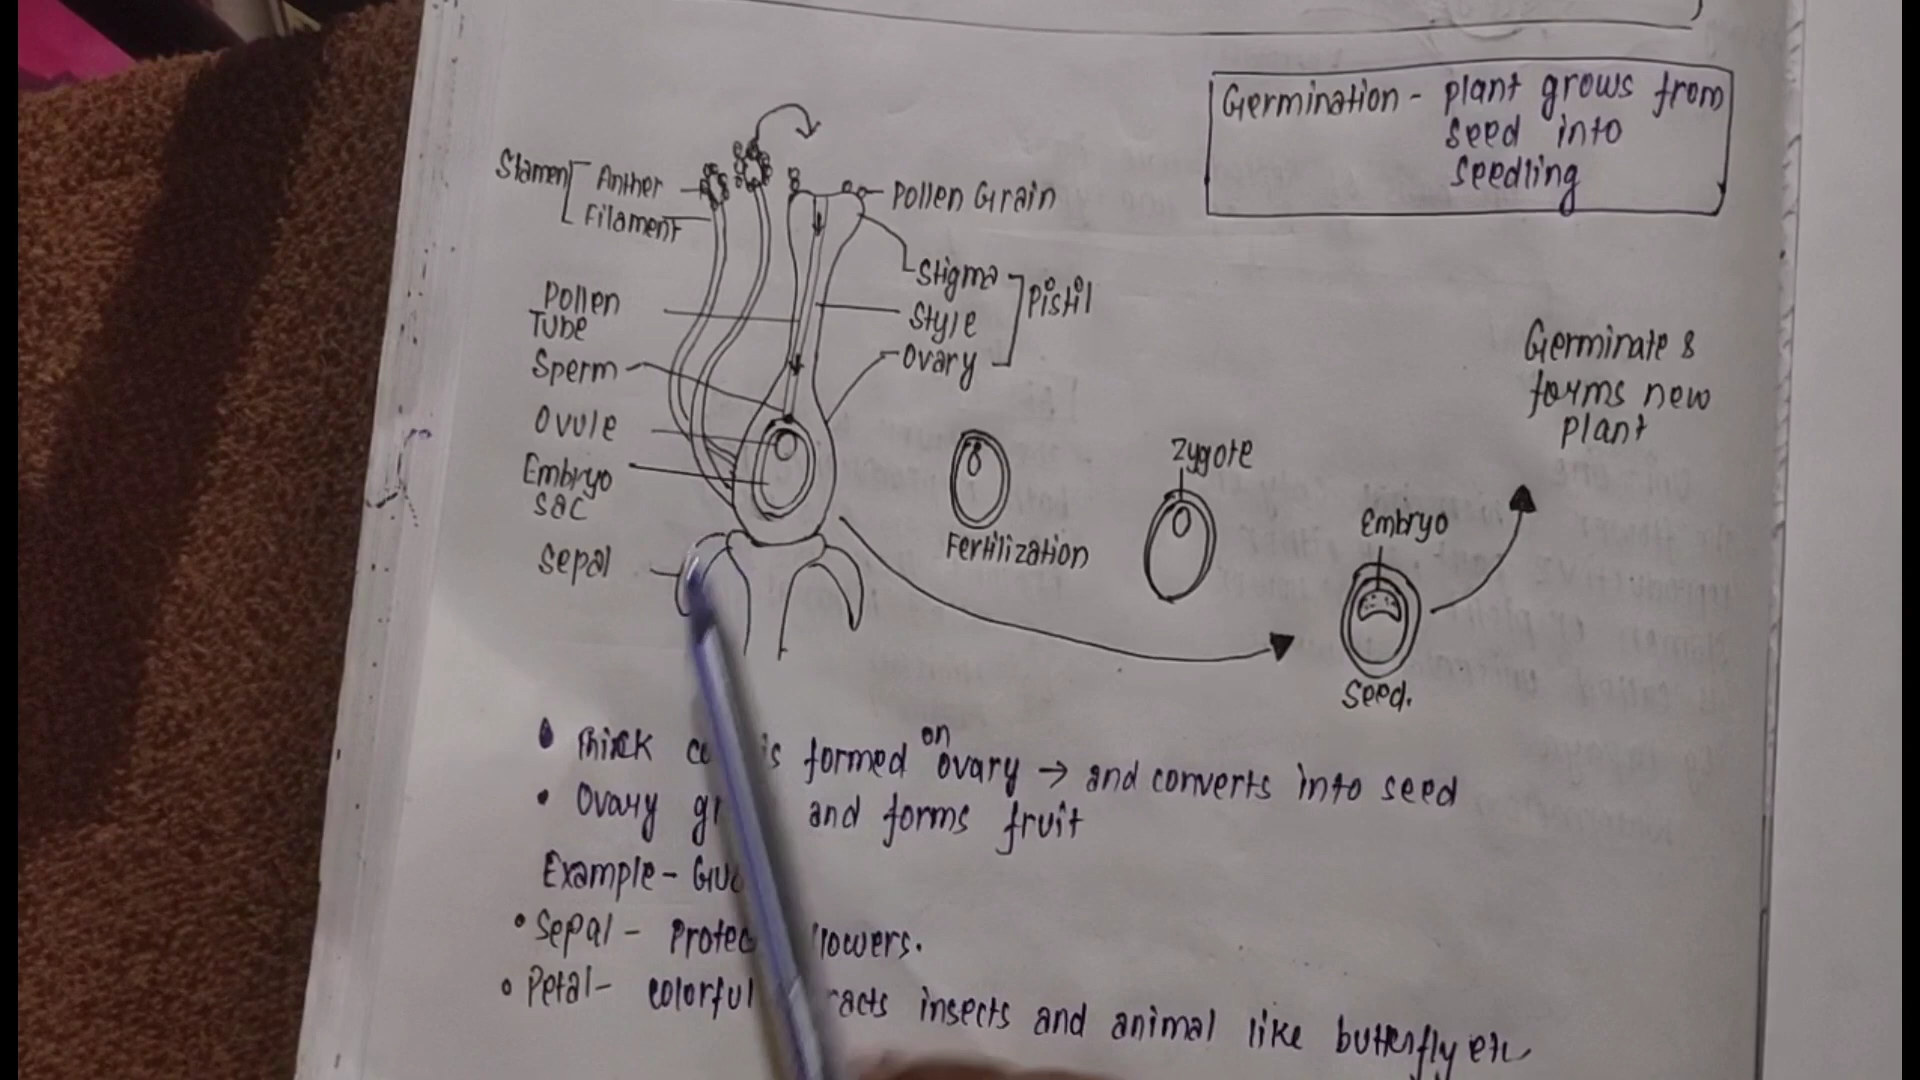 Germination - plant grows from
seed into
seedling
Stamen
Anther
Filament
Pollen Grain
Stigma
Style
Ovary
Pistil
Pollen
Tube
Sperm
Ovule
Embryo
sac
Sepal
Fertilization
Zygote
Embryo
Seed.
Germinate &
forms new
plant
Thick is formed on ovary → and converts into seed
Ovary and forms fruit
Example -
Sepal -
Petal - colorful insects and animal like butterfly etc